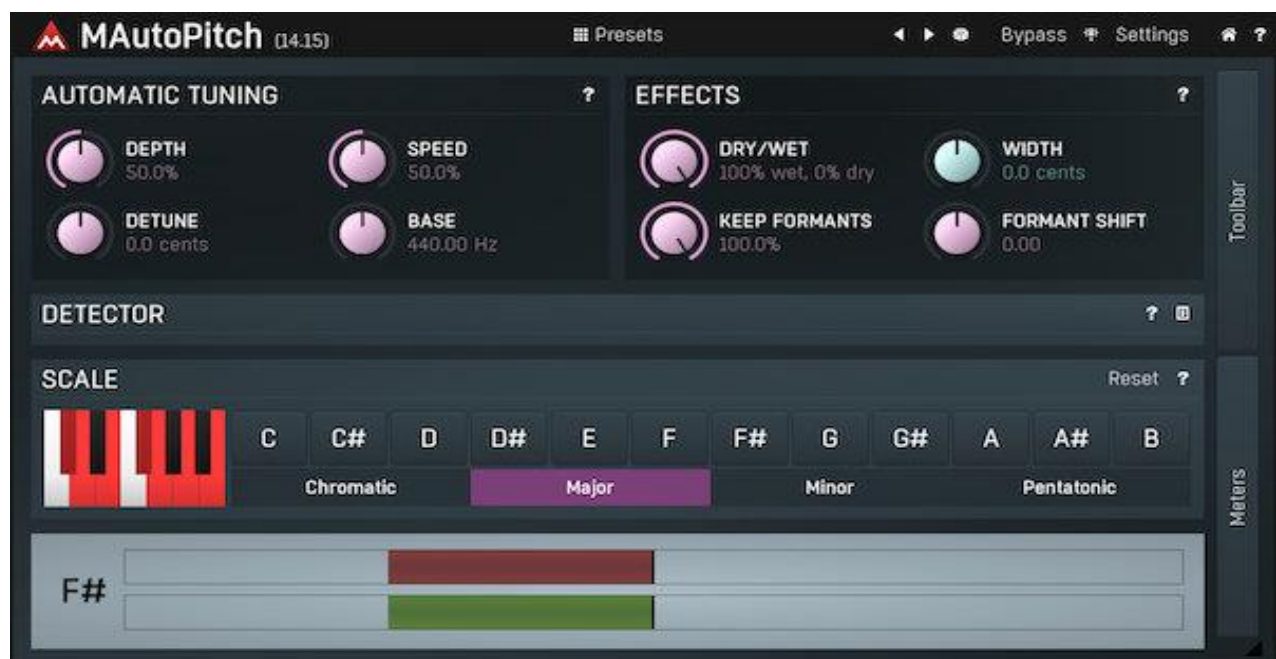 MAutoPitch (14.15) Presets Bypass Settings ?
AUTOMATIC TUNING ?
DEPTH
50.0%
SPEED
50.0%
DETUNE
0.0 cents
BASE
440.00 Hz
EFFECTS ?
DRY/WET
100% wet, 0% dry
WIDTH
0.0 cents
KEEP FORMANTS
100.0%
FORMANT SHIFT
0.00
DETECTOR ?
SCALE Reset ?
C C# D D# E F F# G G# A A# B
Chromatic Major Minor Pentatonic
F#
Toolbar
Meters